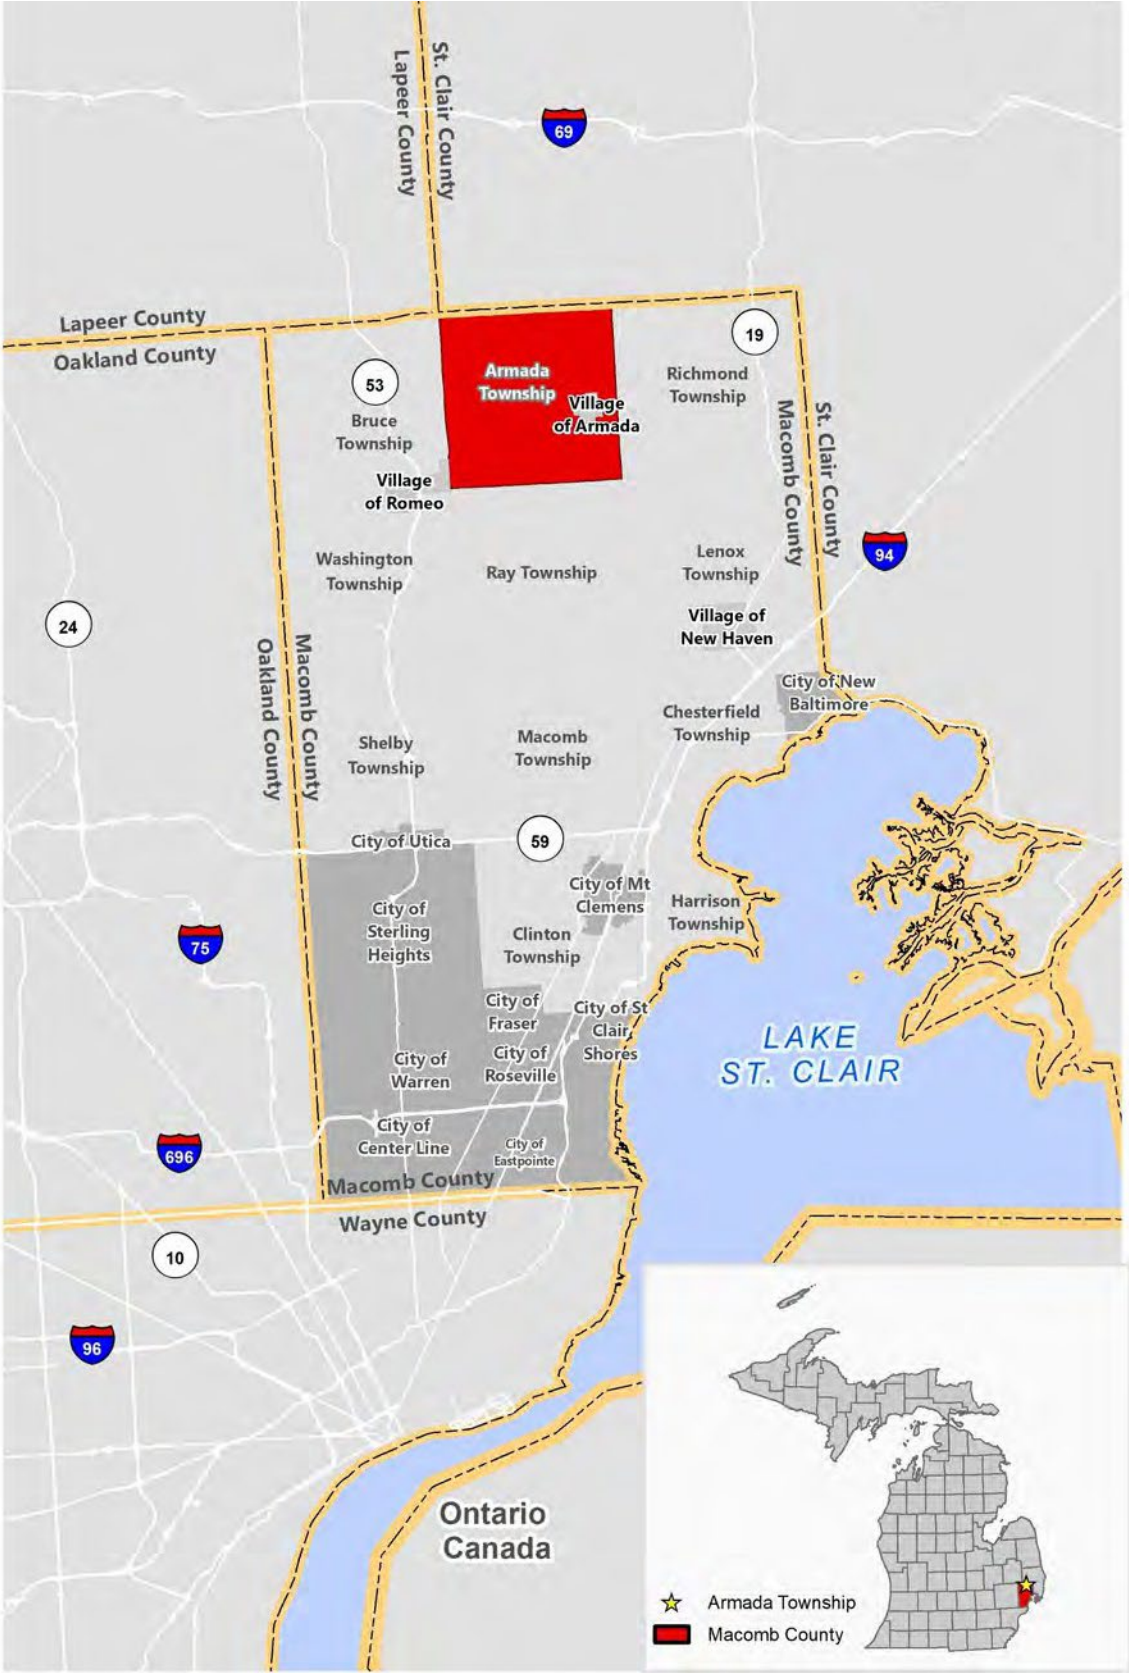 St. Clair County
Lapeer County
69
Lapeer County
Oakland County
19
53
Armada
Township
Richmond
Township
Village
of Armada
Bruce
Township
St. Clair County
Macomb County
Village
of Romeo
94
Washington
Township
Ray Township
Lenox
Township
24
Village of
New Haven
Macomb County
Oakland County
City of New
Baltimore
Chesterfield
Township
Shelby
Township
Macomb
Township
City of Utica
59
City of Mt
Clemens
Harrison
Township
City of
Sterling
Heights
75
Clinton
Township
City of
Fraser
City of St
Clair
Shores
LAKE
ST. CLAIR
City of
Warren
City of
Roseville
696
City of
Center Line
City of
Eastpointe
Macomb County
Wayne County
10
96
Ontario
Canada
Armada Township
Macomb County